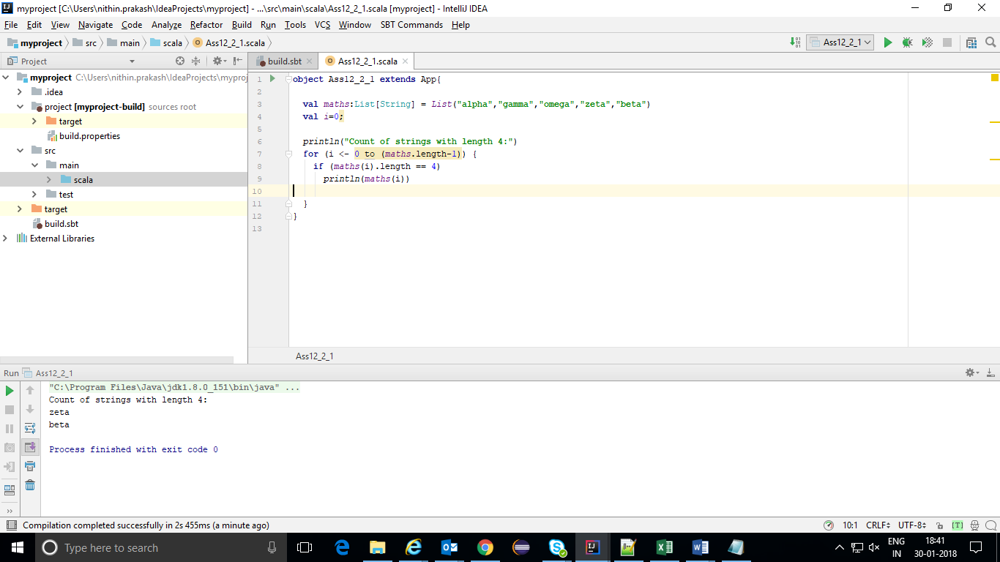 myproject [C:\Users\nithin.prakash\IdeaProjects\myproject] - ...\src\main\scala\Ass12_2_1.scala [myproject] - IntelliJ IDEA
File Edit View Navigate Code Analyze Refactor Build Run Tools VCS Window SBT Commands Help
myproject src main scala Ass12_2_1.scala Ass12_2_1
Project build.sbt Ass12_2_1.scala
myproject C:\Users\nithin.prakash\IdeaProjects\myproj
.idea
project [myproject-build] sources root
target
build.properties
src
main
scala
test
target
build.sbt
External Libraries
1 object Ass12_2_1 extends App{
2
3 val maths:List[String] = List("alpha","gamma","omega","zeta","beta")
4 val i=0;
5
6 println("Count of strings with length 4:")
7 for (i <- 0 to (maths.length-1)) {
8 if (maths(i).length == 4)
9 println(maths(i))
10
11 }
12 }
13
Ass12_2_1
Run Ass12_2_1
"C:\Program Files\Java\jdk1.8.0_151\bin\java" ...
Count of strings with length 4:
zeta
beta
Process finished with exit code 0
Compilation completed successfully in 2s 455ms (a minute ago) 10:1 CRLF UTF-8 [T]
Type here to search
ENG
IN
18:41
30-01-2018